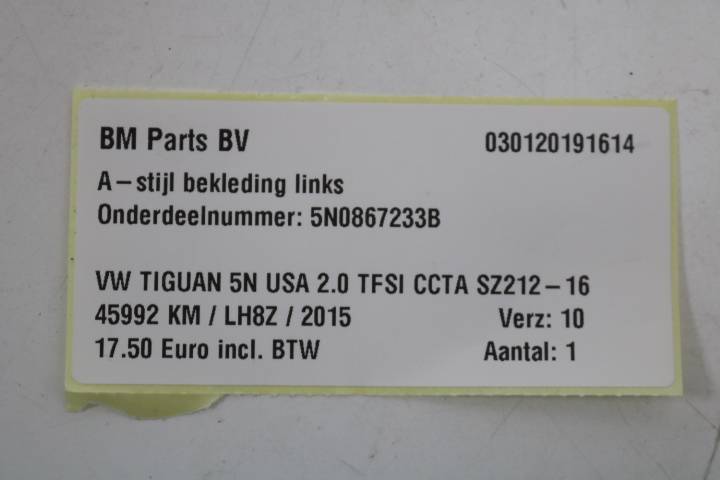 BM Parts BV 030120191614
A-stijl bekleding links
Onderdeelnummer: 5N0867233B
VW TIGUAN 5N USA 2.0 TFSI CCTA SZ212-16
45992 KM / LH8Z / 2015 Verz: 10
17.50 Euro incl. BTW Aantal: 1